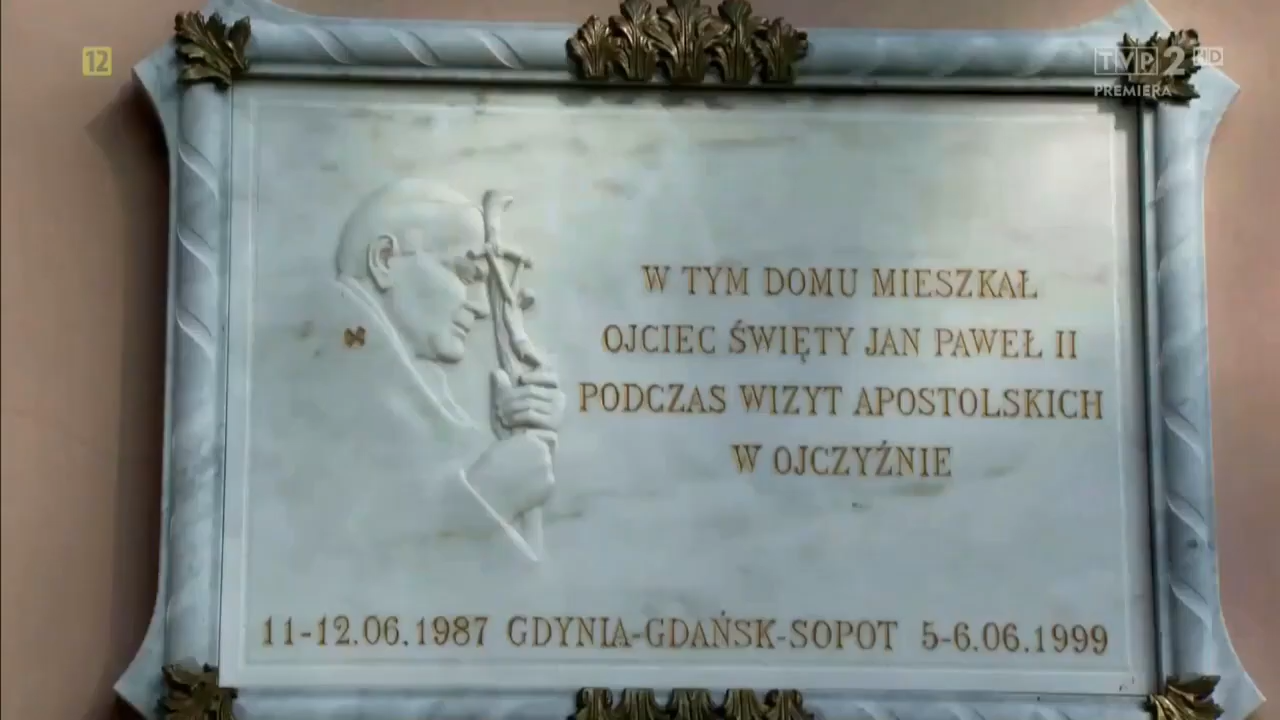 12
TVP2 HD
PREMIERA
W TYM DOMU MIESZKAŁ
OJCIEC ŚWIĘTY JAN PAWEŁ II
PODCZAS WIZYT APOSTOLSKICH
W OJCZYŹNIE
11-12.06.1987 GDYNIA-GDAŃSK-SOPOT 5-6.06.1999